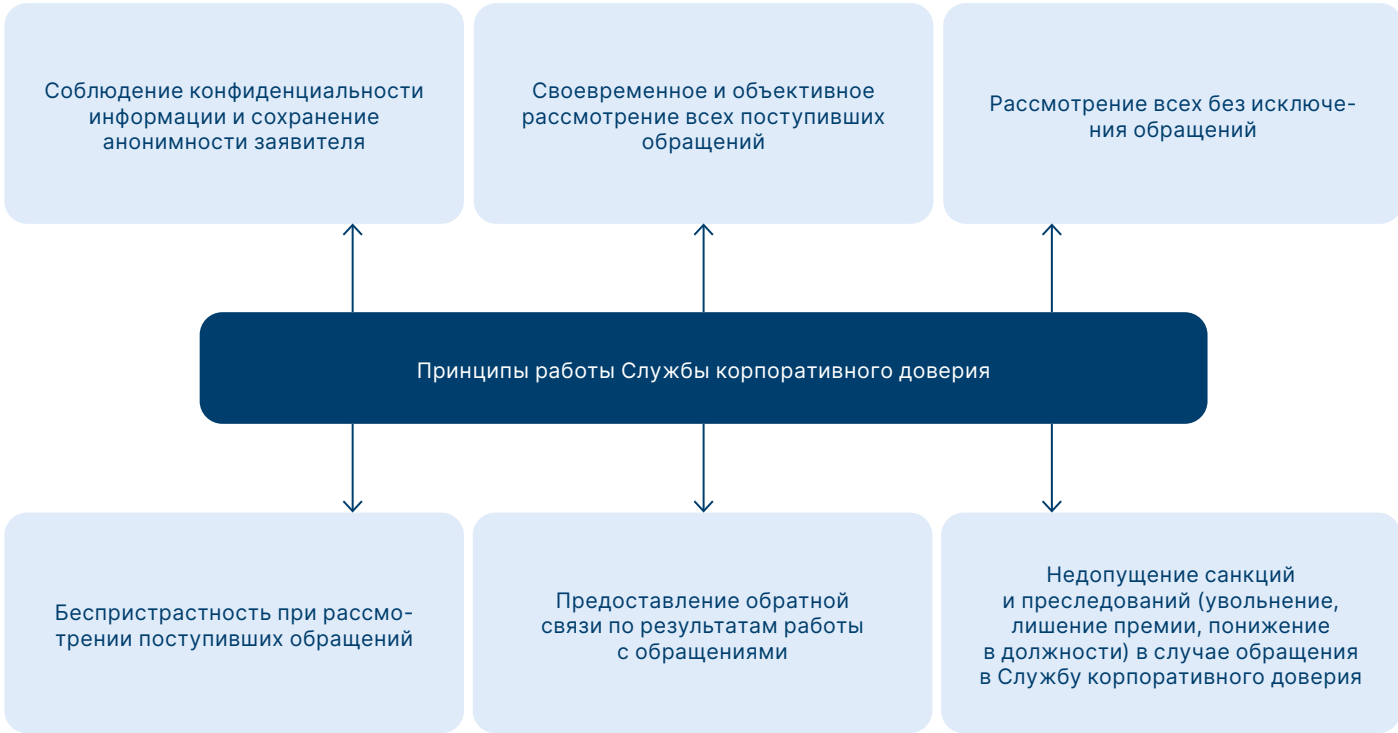 Соблюдение конфиденциальности
информации и сохранение
анонимности заявителя
Своевременное и объективное
рассмотрение всех поступивших
обращений
Рассмотрение всех без исключе-
ния обращений
Принципы работы Службы корпоративного доверия
Беспристрастность при рассмо-
трении поступивших обращений
Предоставление обратной
связи по результатам работы
с обращениями
Недопущение санкций
и преследований (увольнение,
лишение премии, понижение
в должности) в случае обращения
в Службу корпоративного доверия